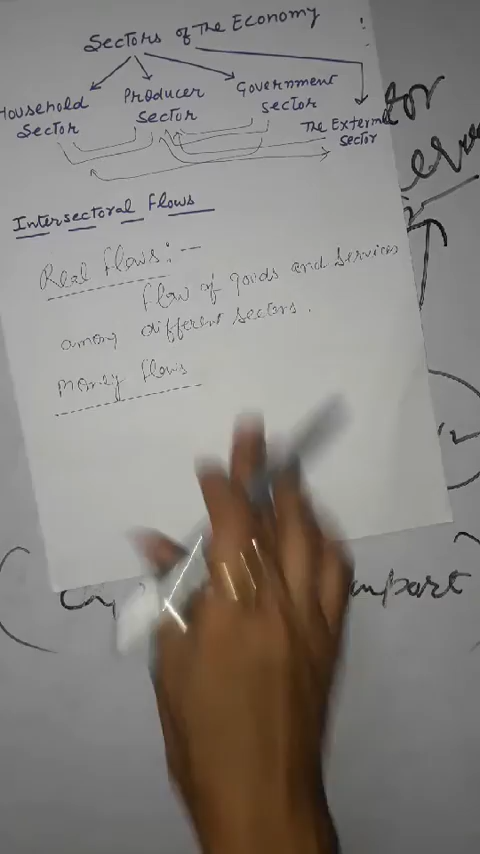 Sectors of The Economy
Household Sector
Producer sector
Government sector
The External sector
Intersectoral Flows
Real Flows:-
Flow of goods and services
among different sectors.
Money Flows
for